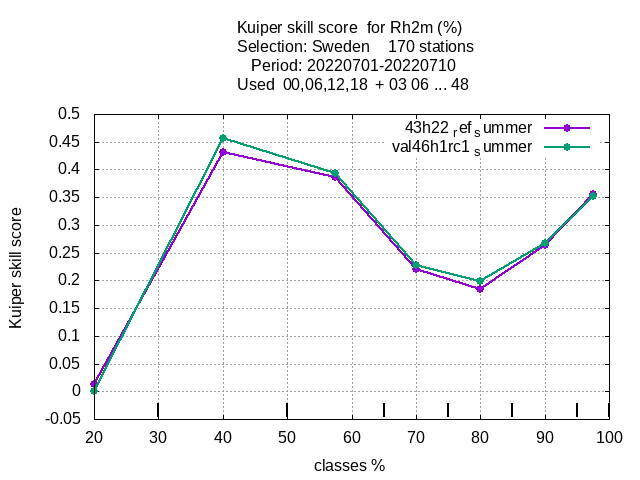 Kuiper skill score  for Rh2m (%)
Selection: Sweden    170 stations
Period: 20220701-20220710
Used  00,06,12,18  + 03 06 ... 48
43h22 ref summer
val46h1rc1 summer
Kuiper skill score
0.5
0.45
0.4
0.35
0.3
0.25
0.2
0.15
0.1
0.05
0
-0.05
20 30 40 50 60 70 80 90 100
classes %